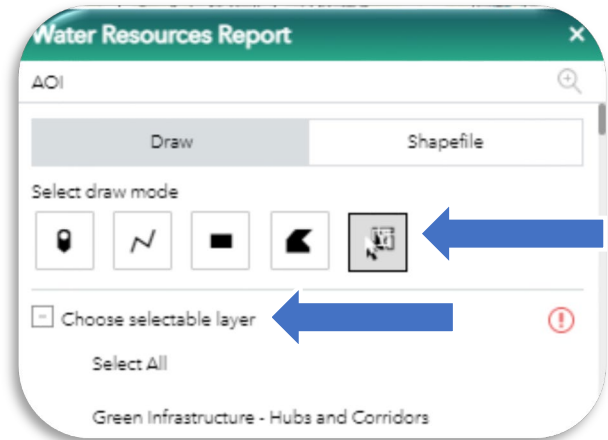 Water Resources Report
AOI
Draw Shapefile
Select draw mode
Choose selectable layer
Select All
Green Infrastructure - Hubs and Corridors